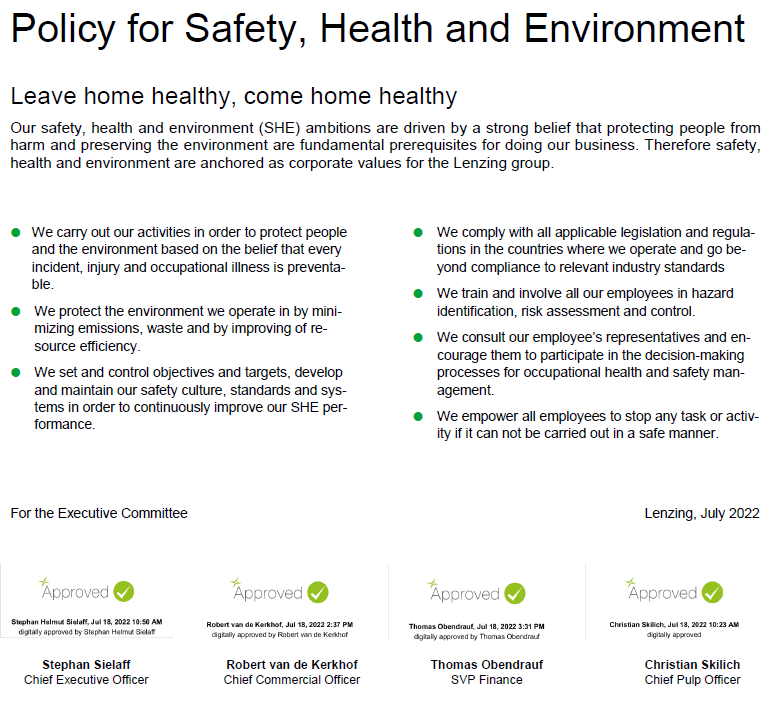 Policy for Safety, Health and Environment
Leave home healthy, come home healthy
Our safety, health and environment (SHE) ambitions are driven by a strong belief that protecting people from
harm and preserving the environment are fundamental prerequisites for doing our business. Therefore safety,
health and environment are anchored as corporate values for the Lenzing group.
We carry out our activities in order to protect people
and the environment based on the belief that every
incident, injury and occupational illness is preventa-
ble.
We protect the environment we operate in by mini-
mizing emissions, waste and by improving of re-
source efficiency.
We set and control objectives and targets, develop
and maintain our safety culture, standards and sys-
tems in order to continuously improve our SHE per-
formance.
We comply with all applicable legislation and regula-
tions in the countries where we operate and go be-
yond compliance to relevant industry standards
We train and involve all our employees in hazard
identification, risk assessment and control.
We consult our employee's representatives and en-
courage them to participate in the decision-making
processes for occupational health and safety man-
agement.
We empower all employees to stop any task or activ-
ity if it can not be carried out in a safe manner.
For the Executive Committee
Lenzing, July 2022
Approved
Stephan Helmut Sielaff, Jul 18, 2022 10:50 AM
digitally approved by Stephan Helmut Sielaff
Stephan Sielaff
Chief Executive Officer
Approved
Robert van de Kerkhof, Jul 18, 2022 2:37 PM
digitally approved by Robert van de Kerkhof
Robert van de Kerkhof
Chief Commercial Officer
Approved
Thomas Obendrauf, Jul 18, 2022 3:31 PM
digitally approved by Thomas Obendrauf
Thomas Obendrauf
SVP Finance
Approved
Christian Skilich, Jul 18, 2022 10:23 AM
digitally approved
Christian Skilich
Chief Pulp Officer